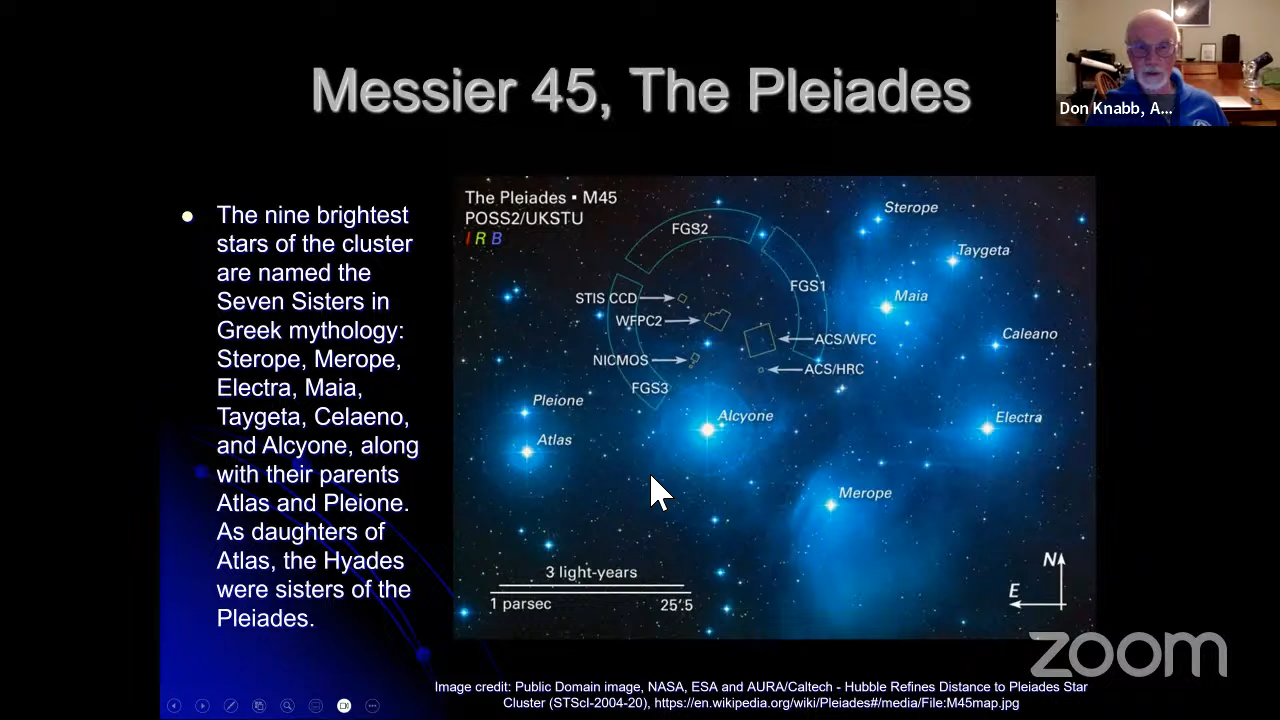 Messier 45, The Pleiades
Don Knabb, A...
The nine brightest
stars of the cluster
are named the
Seven Sisters in
Greek mythology:
Sterope, Merope,
Electra, Maia,
Taygeta, Celaeno,
and Alcyone, along
with their parents
Atlas and Pleione.
As daughters of
Atlas, the Hyades
were sisters of the
Pleiades.
The Pleiades ▪ M45
POSS2/UKSTU
I R B
FGS2
Sterope
Taygeta
FGS1
Maia
STIS CCD
WFPC2
ACS/WFC
Caleano
NICMOS
ACS/HRC
FGS3
Pleione
Alcyone
Electra
Atlas
Merope
3 light-years
1 parsec
25'.5
N
E
zoom
Image credit: Public Domain image, NASA, ESA and AURA/Caltech - Hubble Refines Distance to Pleiades Star
Cluster (STScI-2004-20), https://en.wikipedia.org/wiki/Pleiades#/media/File:M45map.jpg